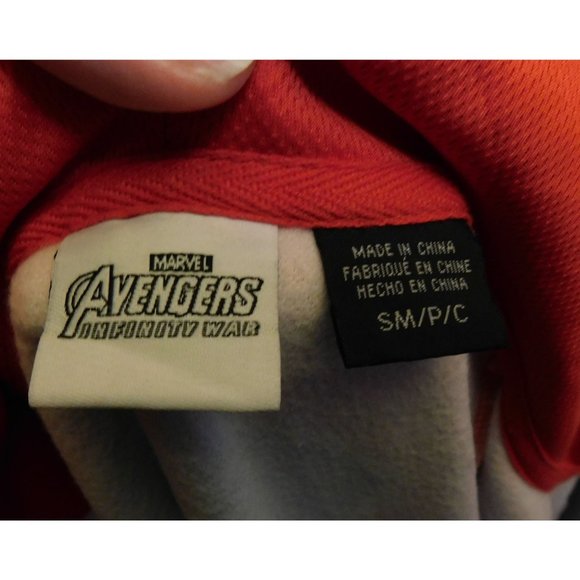 MARVEL
AVENGERS
INFINITY WAR
MADE IN CHINA
FABRIQUÉ EN CHINE
HECHO EN CHINA
SM/P/C